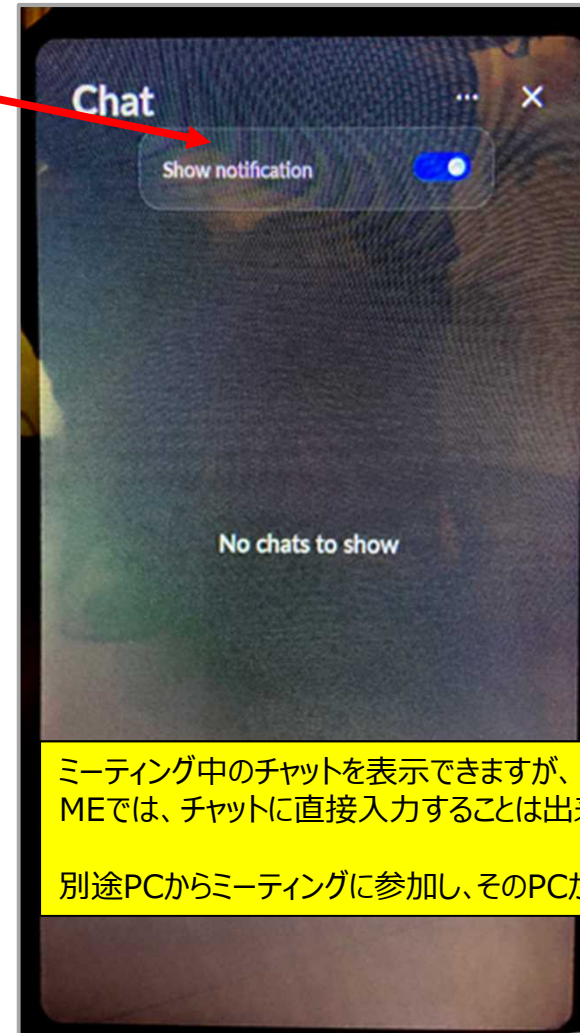 Chat
... ×
Show notification
No chats to show
ミーティング中のチャットを表示できますが、
MEでは、チャットに直接入力することは出
別途PCからミーティングに参加し、そのPC